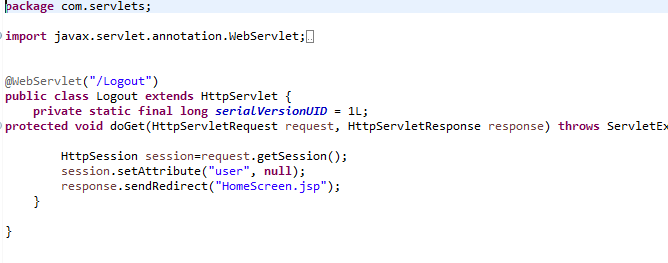 package com.servlets;
import javax.servlet.annotation.WebServlet;
@WebServlet("/Logout")
public class Logout extends HttpServlet {
private static final long serialVersionUID = 1L;
protected void doGet(HttpServletRequest request, HttpServletResponse response) throws ServletEx
HttpSession session=request.getSession();
session.setAttribute("user", null);
response.sendRedirect("HomeScreen.jsp");
}
}